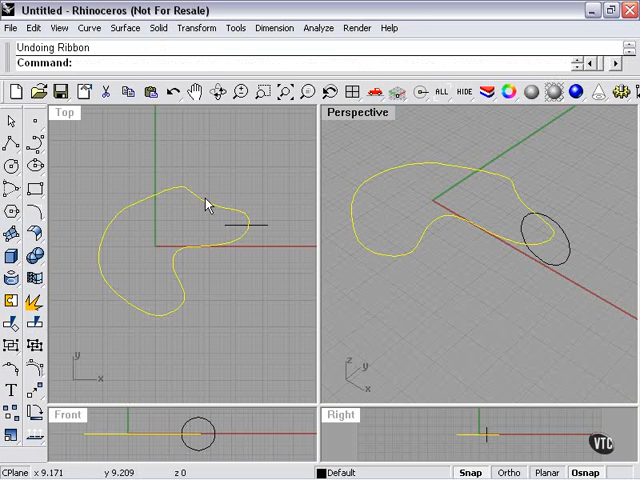 Untitled - Rhinoceros (Not For Resale)
File Edit View Curve Surface Solid Transform Tools Dimension Analyze Render Help
Undoing Ribbon
Command:
ALL HIDE
Top
Perspective
y
x
z
y
x
T
Front
Right
VTC
CPlane x 9.171 y 9.209 z 0 Default Snap Ortho Planar Osnap